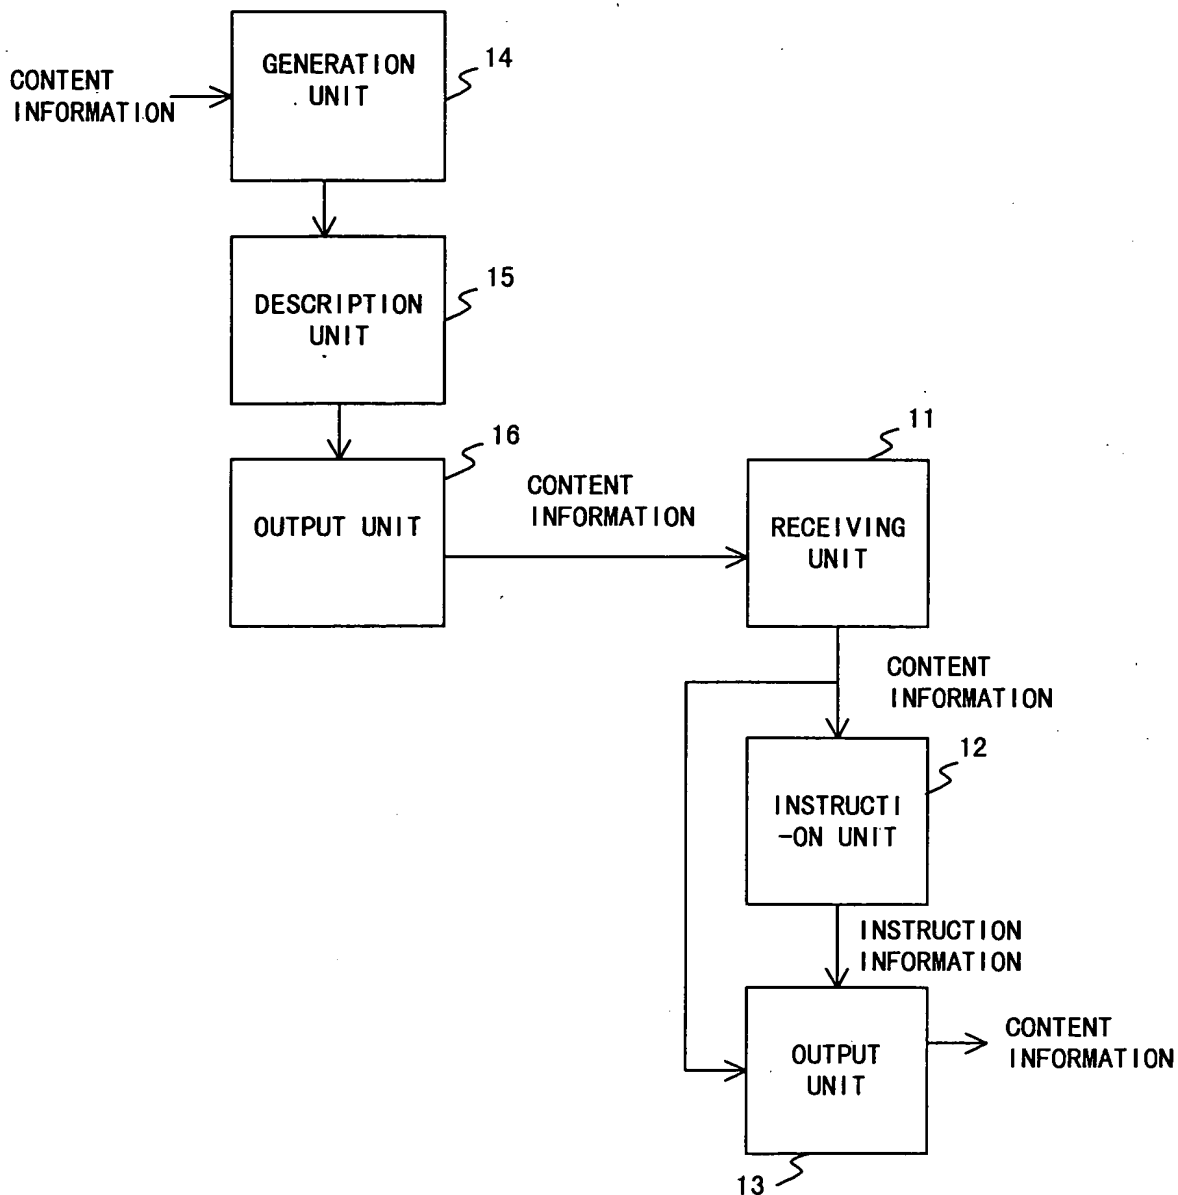 GENERATION
UNIT
14
CONTENT
INFORMATION
DESCRIPTION
UNIT
15
OUTPUT UNIT
16
CONTENT
INFORMATION
11
RECEIVING
UNIT
CONTENT
INFORMATION
12
INSTRUCTI
-ON UNIT
INSTRUCTION
INFORMATION
OUTPUT
UNIT
CONTENT
INFORMATION
13